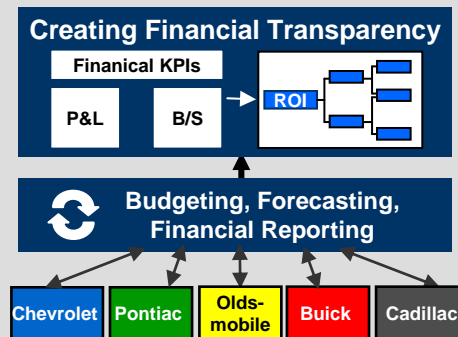 Creating Financial Transparency
Finanical KPIs
P&L
B/S
ROI
Budgeting, Forecasting,
Financial Reporting
Chevrolet
Pontiac
Olds-
mobile
Buick
Cadillac